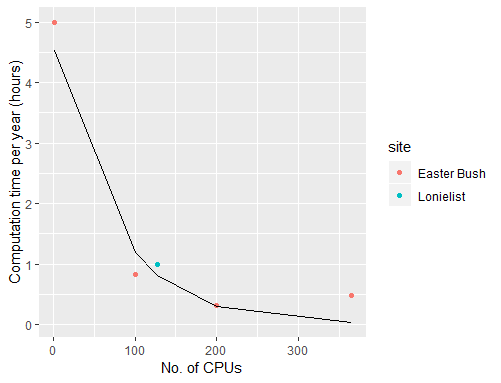 Computation time per year (hours)
5
4
3
2
1
0
0 100 200 300
No. of CPUs
site
Easter Bush
Lonielist